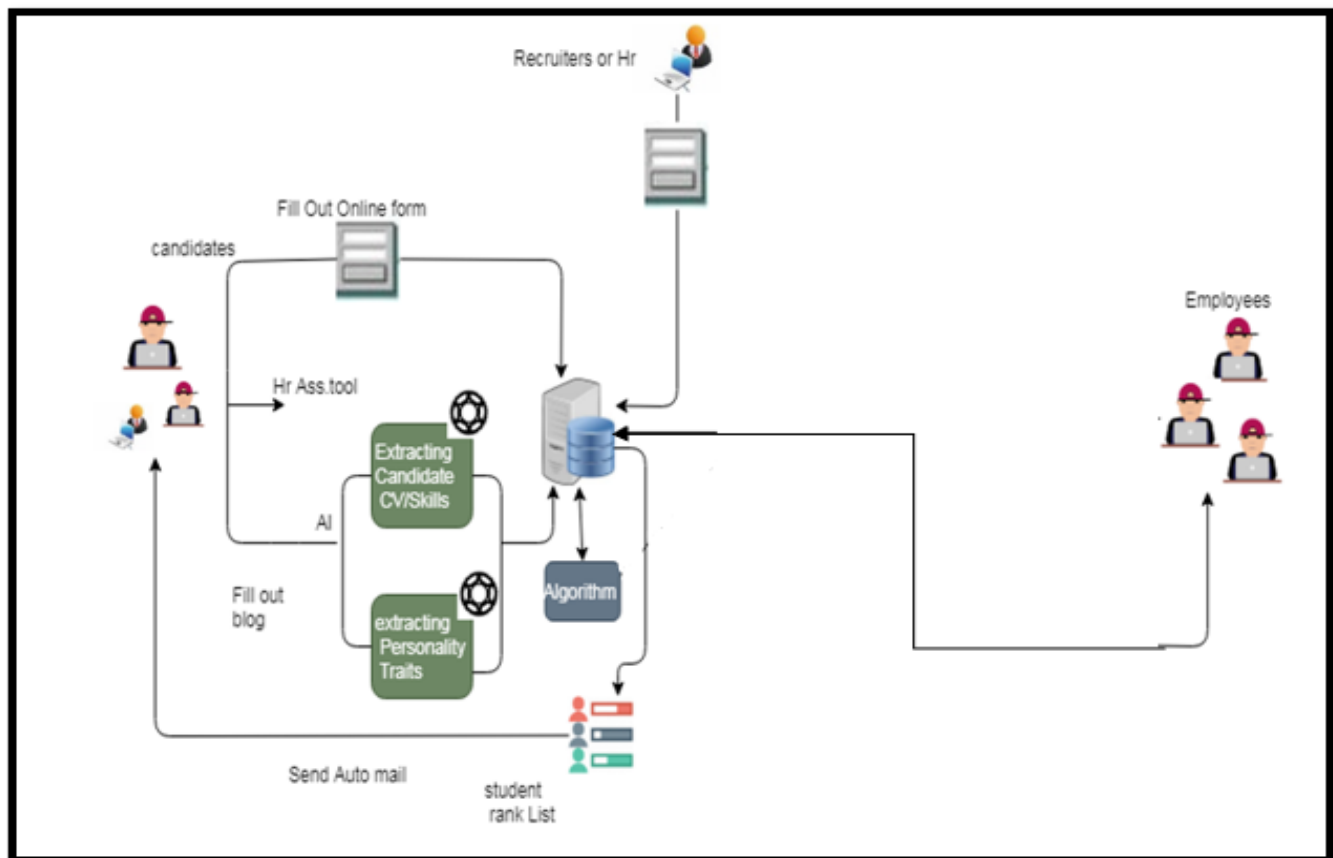 Recruiters or Hr
Fill Out Online form
candidates
Employees
Hr Ass.tool
Extracting
Candidate
CV/Skills
AI
Algorithm
Fill out
blog
extracting
Personality
Traits
Send Auto mail
student
rank List